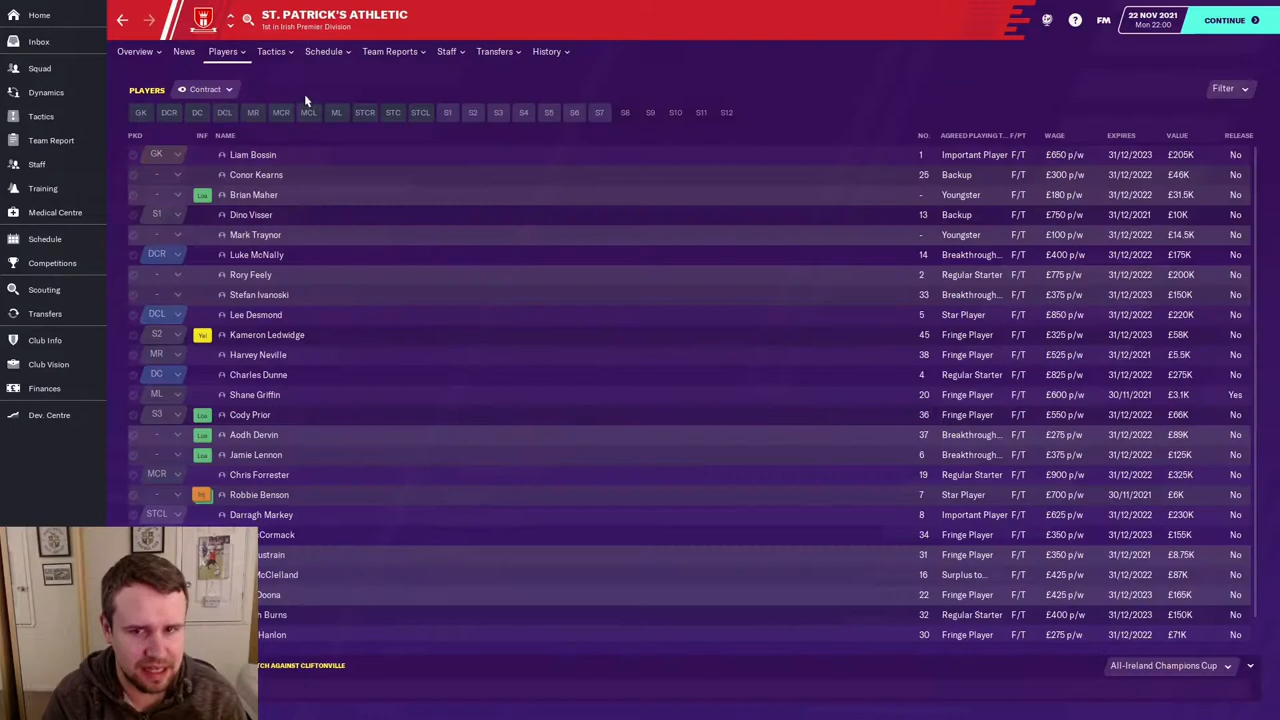 Home
Inbox
Squad
Dynamics
Tactics
Team Report
Staff
Training
Medical Centre
Schedule
Competitions
Scouting
Transfers
Club Info
Club Vision
Finances
Dev. Centre
ST. PATRICK'S ATHLETIC
1st in Irish Premier Division
? FM 22 NOV 2021 Mon 22:00 CONTINUE
Overview News Players Tactics Schedule Team Reports Staff Transfers History
PLAYERS Contract Filter
GK DCR DC DCL MR MCR MCL ML STCR STC STCL S1 S2 S3 S4 S5 S6 S7 S8 S9 S10 S11 S12
PKD INF NAME NO. AGREED PLAYING T... F/PT WAGE EXPIRES VALUE RELEASE
GK Liam Bossin 1 Important Player F/T £650 p/w 31/12/2023 £205K No
- Conor Kearns 25 Backup F/T £300 p/w 31/12/2022 £46K No
- Loa Brian Maher - Youngster F/T £180 p/w 31/12/2022 £31.5K No
S1 Dino Visser 13 Backup F/T £750 p/w 31/12/2021 £10K No
- Mark Traynor - Youngster F/T £100 p/w 31/12/2022 £14.5K No
DCR Luke McNally 14 Breakthrough... F/T £400 p/w 31/12/2022 £175K No
- Rory Feely 2 Regular Starter F/T £775 p/w 31/12/2022 £200K No
- Stefan Ivanoski 33 Breakthrough... F/T £375 p/w 31/12/2022 £150K No
DCL Lee Desmond 5 Star Player F/T £850 p/w 31/12/2022 £220K No
S2 Yel Kameron Ledwidge 45 Fringe Player F/T £325 p/w 31/12/2023 £58K No
MR Harvey Neville 38 Fringe Player F/T £525 p/w 31/12/2021 £5.5K No
DC Charles Dunne 4 Regular Starter F/T £825 p/w 31/12/2022 £275K No
ML Shane Griffin 20 Fringe Player F/T £600 p/w 30/11/2021 £3.1K Yes
S3 Loa Cody Prior 36 Fringe Player F/T £550 p/w 31/12/2022 £66K No
- Loa Aodh Dervin 37 Breakthrough... F/T £275 p/w 31/12/2022 £89K No
- Loa Jamie Lennon 6 Breakthrough... F/T £375 p/w 31/12/2022 £125K No
MCR Chris Forrester 19 Regular Starter F/T £900 p/w 31/12/2022 £325K No
- Inj Robbie Benson 7 Star Player F/T £700 p/w 30/11/2021 £6K No
STCL Darragh Markey 8 Important Player F/T £625 p/w 31/12/2022 £230K No
cCormack 34 Fringe Player F/T £350 p/w 31/12/2023 £155K No
ustrain 31 Fringe Player F/T £350 p/w 31/12/2021 £8.75K No
McClelland 16 Surplus to... F/T £425 p/w 31/12/2022 £87K No
Doona 22 Fringe Player F/T £425 p/w 31/12/2023 £165K No
h Burns 32 Regular Starter F/T £400 p/w 31/12/2022 £150K No
Hanlon 30 Fringe Player F/T £275 p/w 31/12/2022 £71K No
TCH AGAINST CLIFTONVILLE All-Ireland Champions Cup